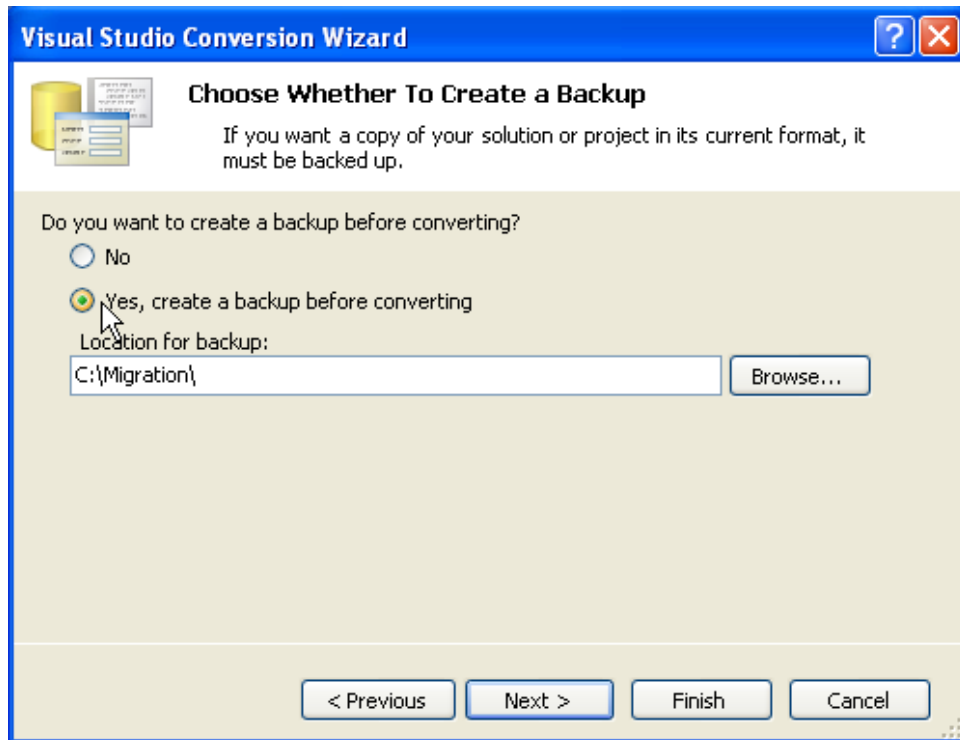 Visual Studio Conversion Wizard
Choose Whether To Create a Backup
If you want a copy of your solution or project in its current format, it
must be backed up.
Do you want to create a backup before converting?
No
Yes, create a backup before converting
Location for backup:
C:\Migration\
Browse...
< Previous
Next >
Finish
Cancel